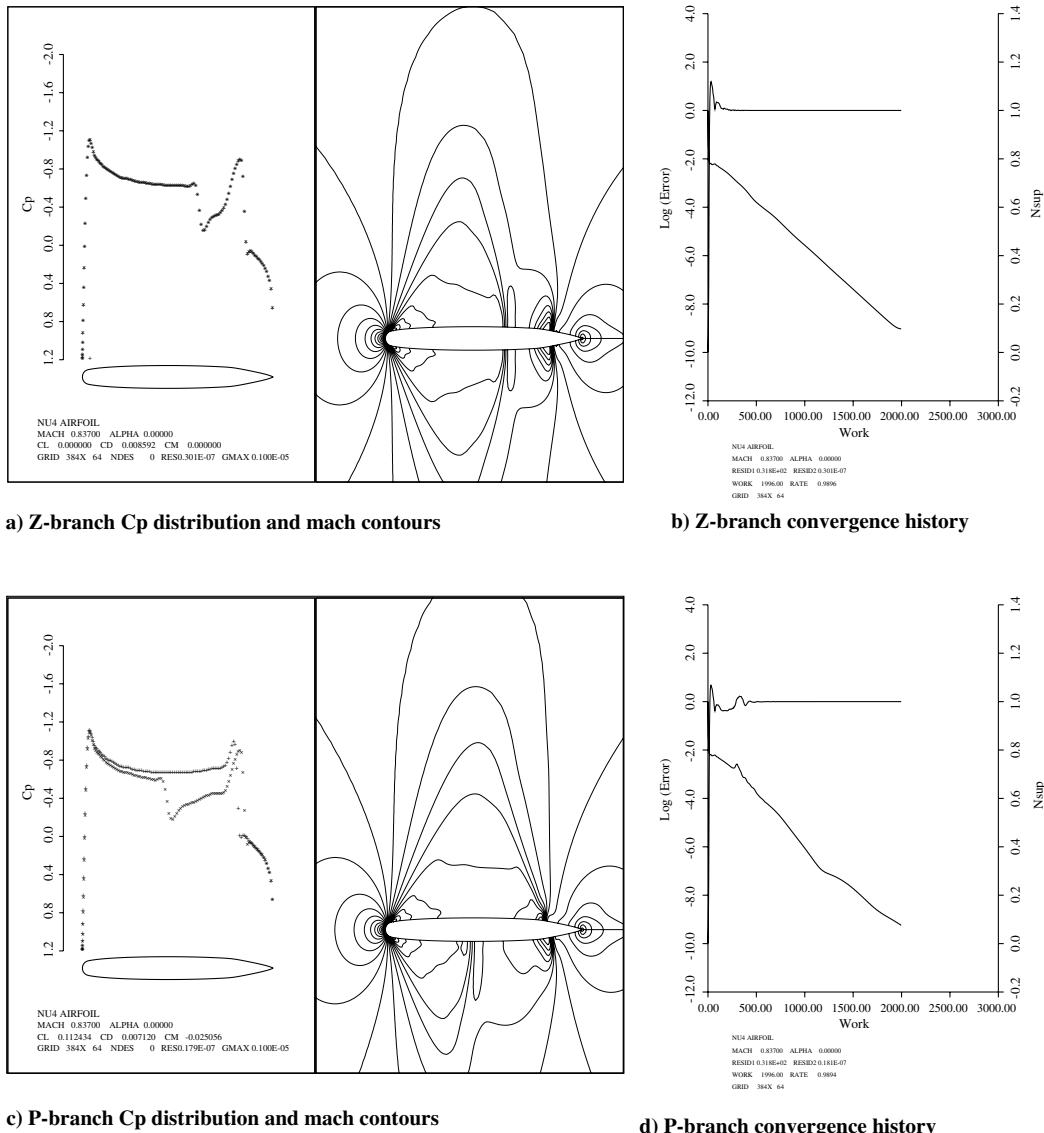 -2.0
-1.6
-1.2
-0.8
-0.4
0.0
0.4
0.8
1.2
Cp
NU4 AIRFOIL
MACH 0.83700 ALPHA 0.00000
CL 0.000000 CD 0.008592 CM 0.000000
GRID 384X 64 NDES 0 RES0.301E-07 GMAX 0.100E-05
a) Z-branch Cp distribution and mach contours
4.0
2.0
0.0
-2.0
-4.0
-6.0
-8.0
-10.0
-12.0
Log (Error)
1.4
1.2
1.0
0.8
0.6
0.4
0.2
0.0
-0.2
Nsup
0.00 500.00 1000.00 1500.00 2000.00 2500.00 3000.00
Work
NU4 AIRFOIL
MACH 0.83700 ALPHA 0.00000
RESID1 0.318E+02 RESID2 0.301E-07
WORK 1996.00 RATE 0.9896
GRID 384X 64
b) Z-branch convergence history
-2.0
-1.6
-1.2
-0.8
-0.4
0.0
0.4
0.8
1.2
Cp
NU4 AIRFOIL
MACH 0.83700 ALPHA 0.00000
CL 0.112434 CD 0.007120 CM -0.025056
GRID 384X 64 NDES 0 RES0.179E-07 GMAX 0.100E-05
c) P-branch Cp distribution and mach contours
4.0
2.0
0.0
-2.0
-4.0
-6.0
-8.0
-10.0
-12.0
Log (Error)
1.4
1.2
1.0
0.8
0.6
0.4
0.2
0.0
-0.2
Nsup
0.00 500.00 1000.00 1500.00 2000.00 2500.00 3000.00
Work
NU4 AIRFOIL
MACH 0.83700 ALPHA 0.00000
RESID1 0.318E+02 RESID2 0.181E-07
WORK 1996.00 RATE 0.9894
GRID 384X 64
d) P-branch convergence history